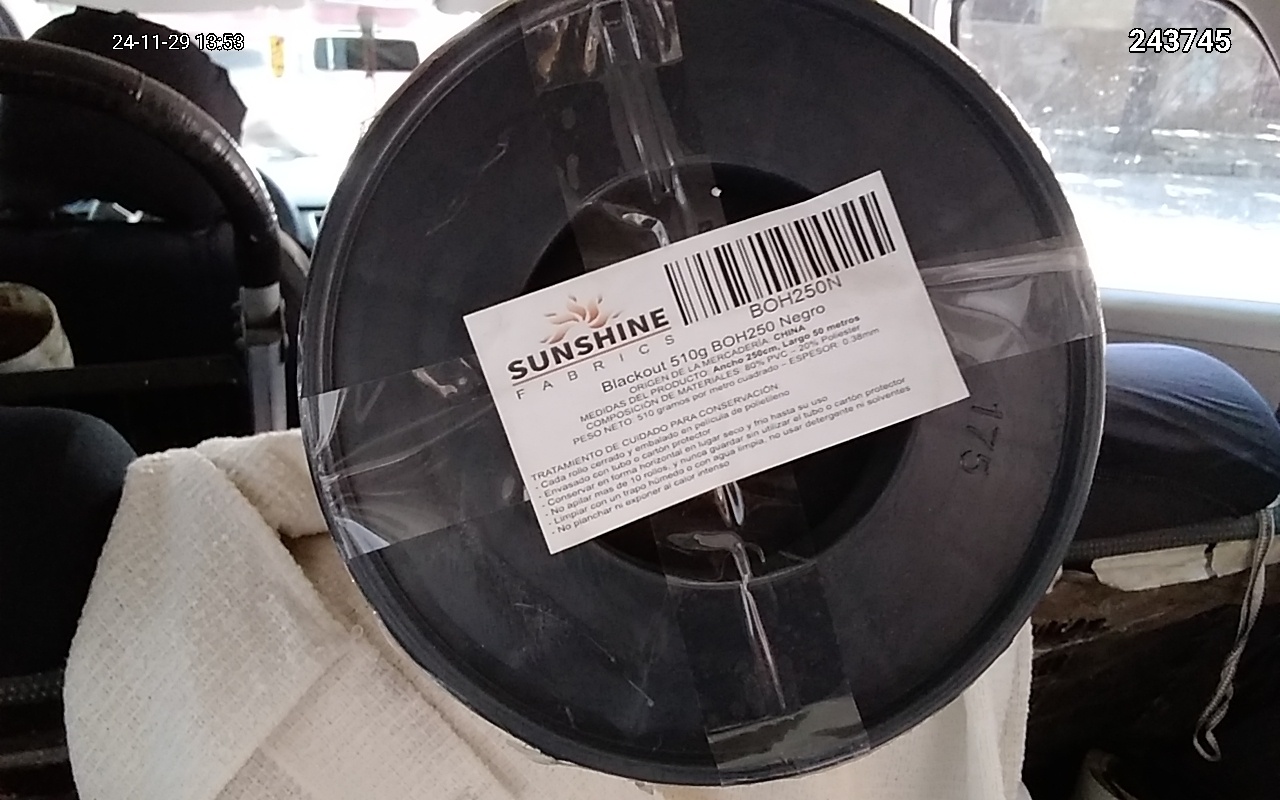 24-11-29 13:53
243745
SUNSHINE
FABRICS
BOH250N
Blackout 510g BOH250 Negro
ORIGEN DE LA MERCADERÍA: CHINA
MEDIDAS DEL PRODUCTO: Ancho 250cm, Largo 50 metros
COMPOSICIÓN DE MATERIALES: 80% PVC – 20% Poliester
PESO NETO: 510 gramos por metro cuadrado – ESPESOR: 0.38mm
TRATAMIENTO DE CUIDADO PARA CONSERVACIÓN
- Cada rollo cerrado y embalado en película de polietileno
- Envasado con tubo o cartón protector
- Conservar en forma horizontal en lugar seco y frio hasta su uso
- No apilar mas de 10 rollos, y nunca guardar sin utilizar el tubo o cartón protector
- Limpiar con un trapo húmedo o con agua limpia, no usar detergente ni solventes
- No planchar ni exponer al calor intenso
175